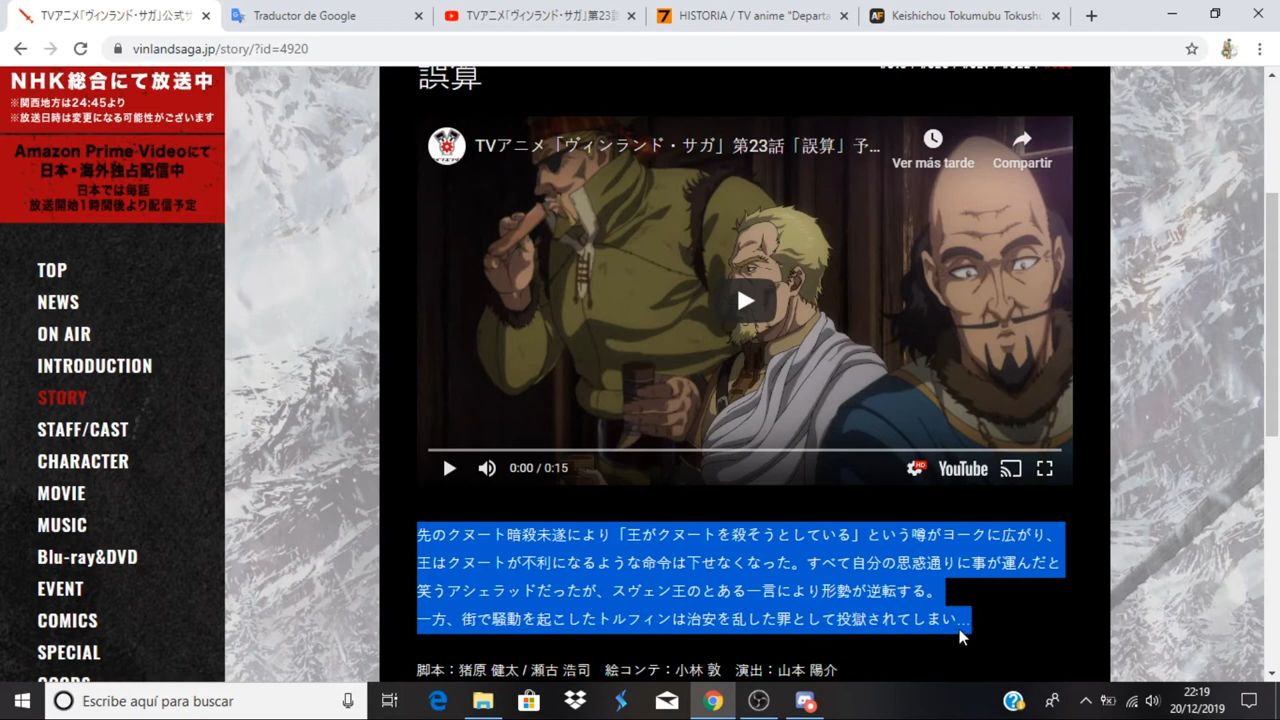 TVアニメ「ヴィンランド・サガ」公式サ
Traductor de Google
TVアニメ「ヴィンランド・サガ」第23話
HISTORIA / TV anime "Departa
Keishichou Tokumubu Tokushu
vinlandsaga.jp/story/?id=4920
NHK総合にて放送中
※関西地方は24:45より
※放送日時は変更になる可能性がございます
Amazon Prime Videoにて
日本・海外独占配信中
日本では毎話
放送開始1時間後より配信予定
TOP
NEWS
ON AIR
INTRODUCTION
STORY
STAFF/CAST
CHARACTER
MOVIE
MUSIC
Blu-ray&DVD
EVENT
COMICS
SPECIAL
誤算
TVアニメ「ヴィンランド・サガ」第23話「誤算」予...
Ver más tarde
Compartir
0:00 / 0:15
HD
YouTube
先のクヌート暗殺未遂により「王がクヌートを殺そうとしている」という噂がヨークに広がり、
王はクヌートが不利になるような命令は下せなくなった。すべて自分の思惑通りに事が運んだと
笑うアシェラッドだったが、スヴェン王のとある一言により形勢が逆転する。
一方、街で騒動を起こしたトルフィンは治安を乱した罪として投獄されてしまい…
脚本：猪原 健太 / 瀬古 浩司　絵コンテ：小林 敦　演出：山本 陽介
Escribe aquí para buscar
22:19
20/12/2019